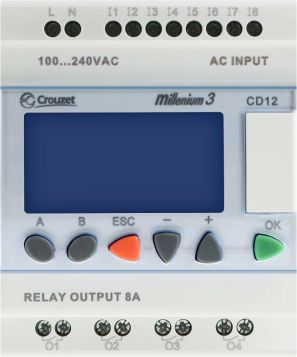 L N I1 I2 I3 I4 I5 I6 I7 I8
100...240VAC AC INPUT
Crouzet Millenium 3 CD12
A B ESC − + OK
RELAY OUTPUT 8A
O1 O2 O3 O4